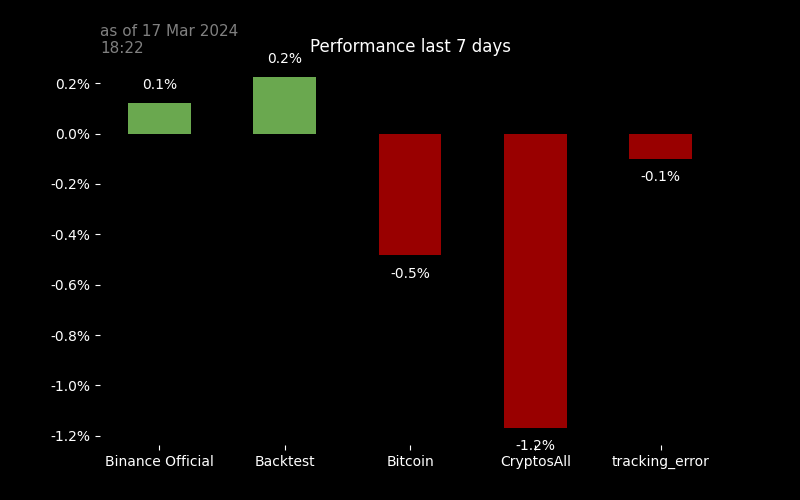 as of 17 Mar 2024
18:22
Performance last 7 days
0.2%
0.1%
0.2%
0.0%
-0.2%
-0.1%
-0.4%
-0.5%
-0.6%
-0.8%
-1.0%
-1.2%
-1.2%
Binance Official
Backtest
Bitcoin
CryptosAll
tracking_error